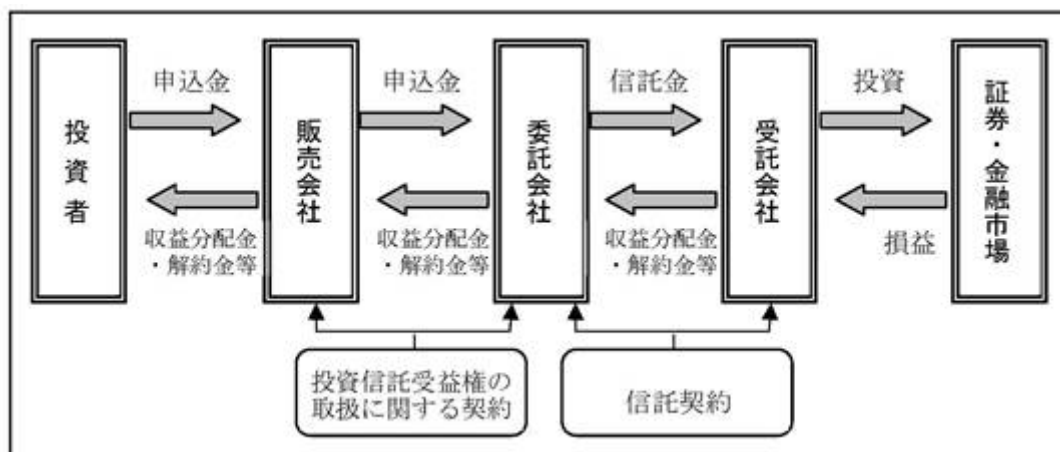 投資者
申込金
収益分配金
・解約金等
販売会社
申込金
収益分配金
・解約金等
委託会社
信託金
収益分配金
・解約金等
受託会社
投資
損益
証券・金融市場
投資信託受益権の
取扱に関する契約
信託契約